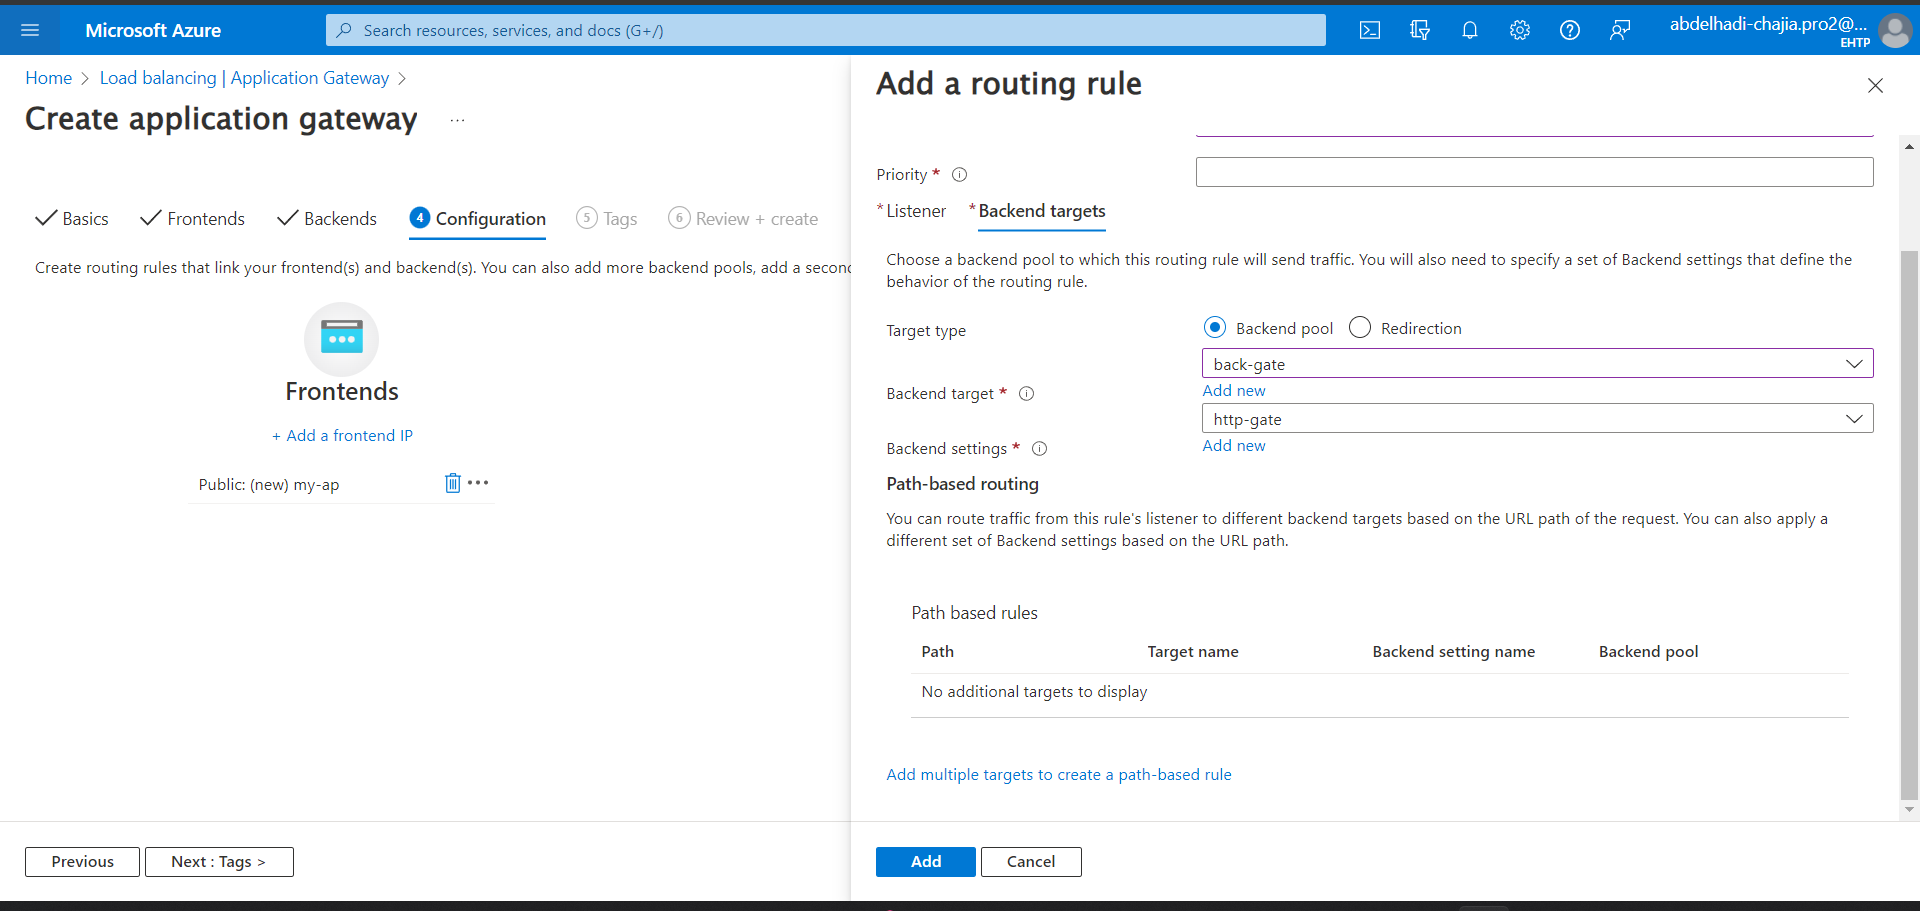 Microsoft Azure
Search resources, services, and docs (G+/)
abdelhadi-chajia.pro2@...
EHTP
Home > Load balancing | Application Gateway >
Create application gateway ...
Basics
Frontends
Backends
4 Configuration
5 Tags
6 Review + create
Create routing rules that link your frontend(s) and backend(s). You can also add more backend pools, add a second
Frontends
+ Add a frontend IP
Public: (new) my-ap
Previous
Next : Tags >
Add a routing rule
Priority *
* Listener
* Backend targets
Choose a backend pool to which this routing rule will send traffic. You will also need to specify a set of Backend settings that define the
behavior of the routing rule.
Target type
Backend pool
Redirection
back-gate
Backend target *
Add new
http-gate
Backend settings *
Add new
Path-based routing
You can route traffic from this rule's listener to different backend targets based on the URL path of the request. You can also apply a
different set of Backend settings based on the URL path.
Path based rules
Path Target name Backend setting name Backend pool
No additional targets to display
Add multiple targets to create a path-based rule
Add
Cancel